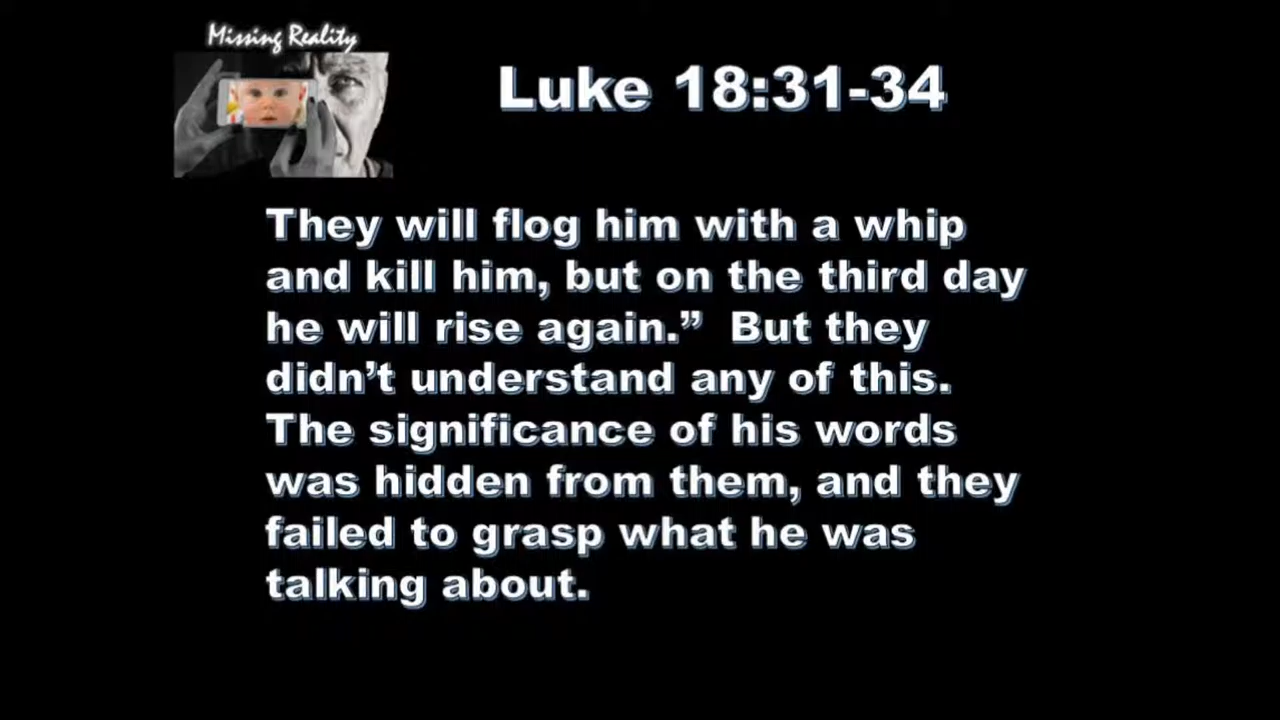 Missing Reality
Luke 18:31-34
They will flog him with a whip
and kill him, but on the third day
he will rise again.”  But they
didn’t understand any of this.
The significance of his words
was hidden from them, and they
failed to grasp what he was
talking about.